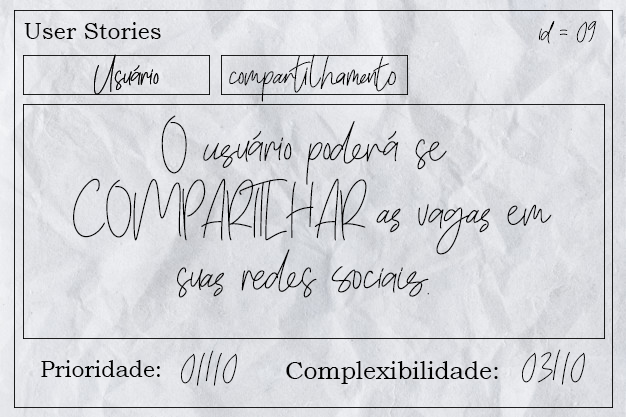 User Stories
id = 09
Usuário
compartilhamento
O usuário poderá se
COMPARTILHAR as vagas em
suas redes sociais.
Prioridade: 01/10
Complexibilidade: 03/10